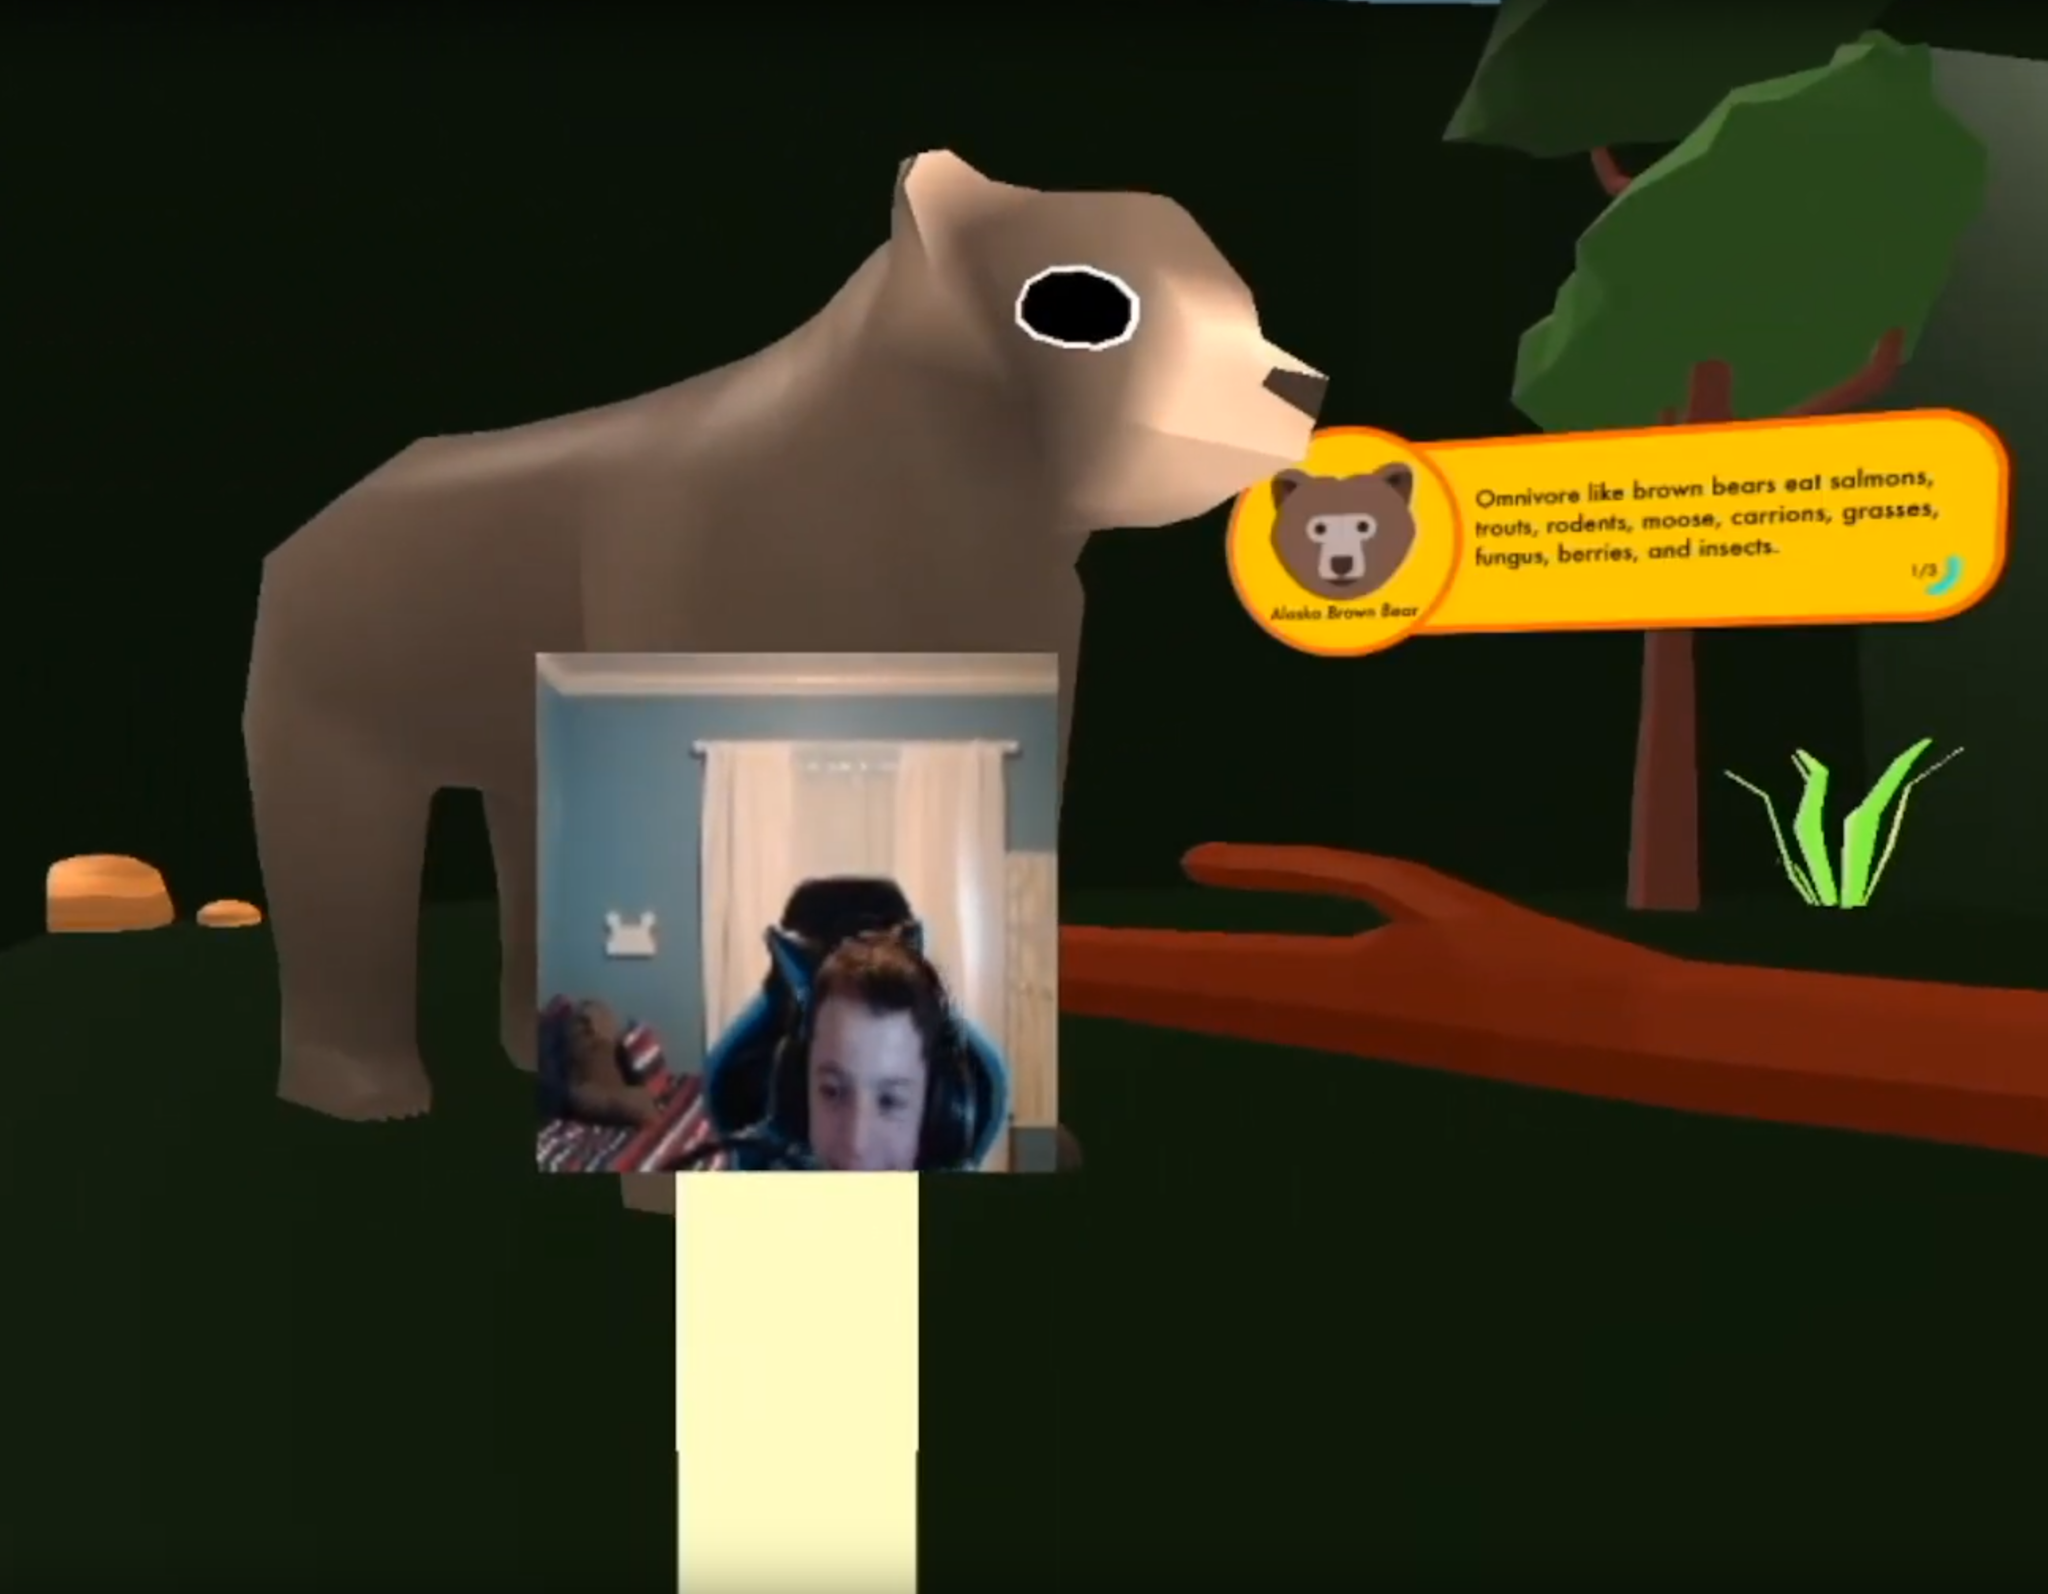 Omnivore like brown bears eat salmons,
trouts, rodents, moose, carrions, grasses,
fungus, berries, and insects.
1/3
Alaska Brown Bear